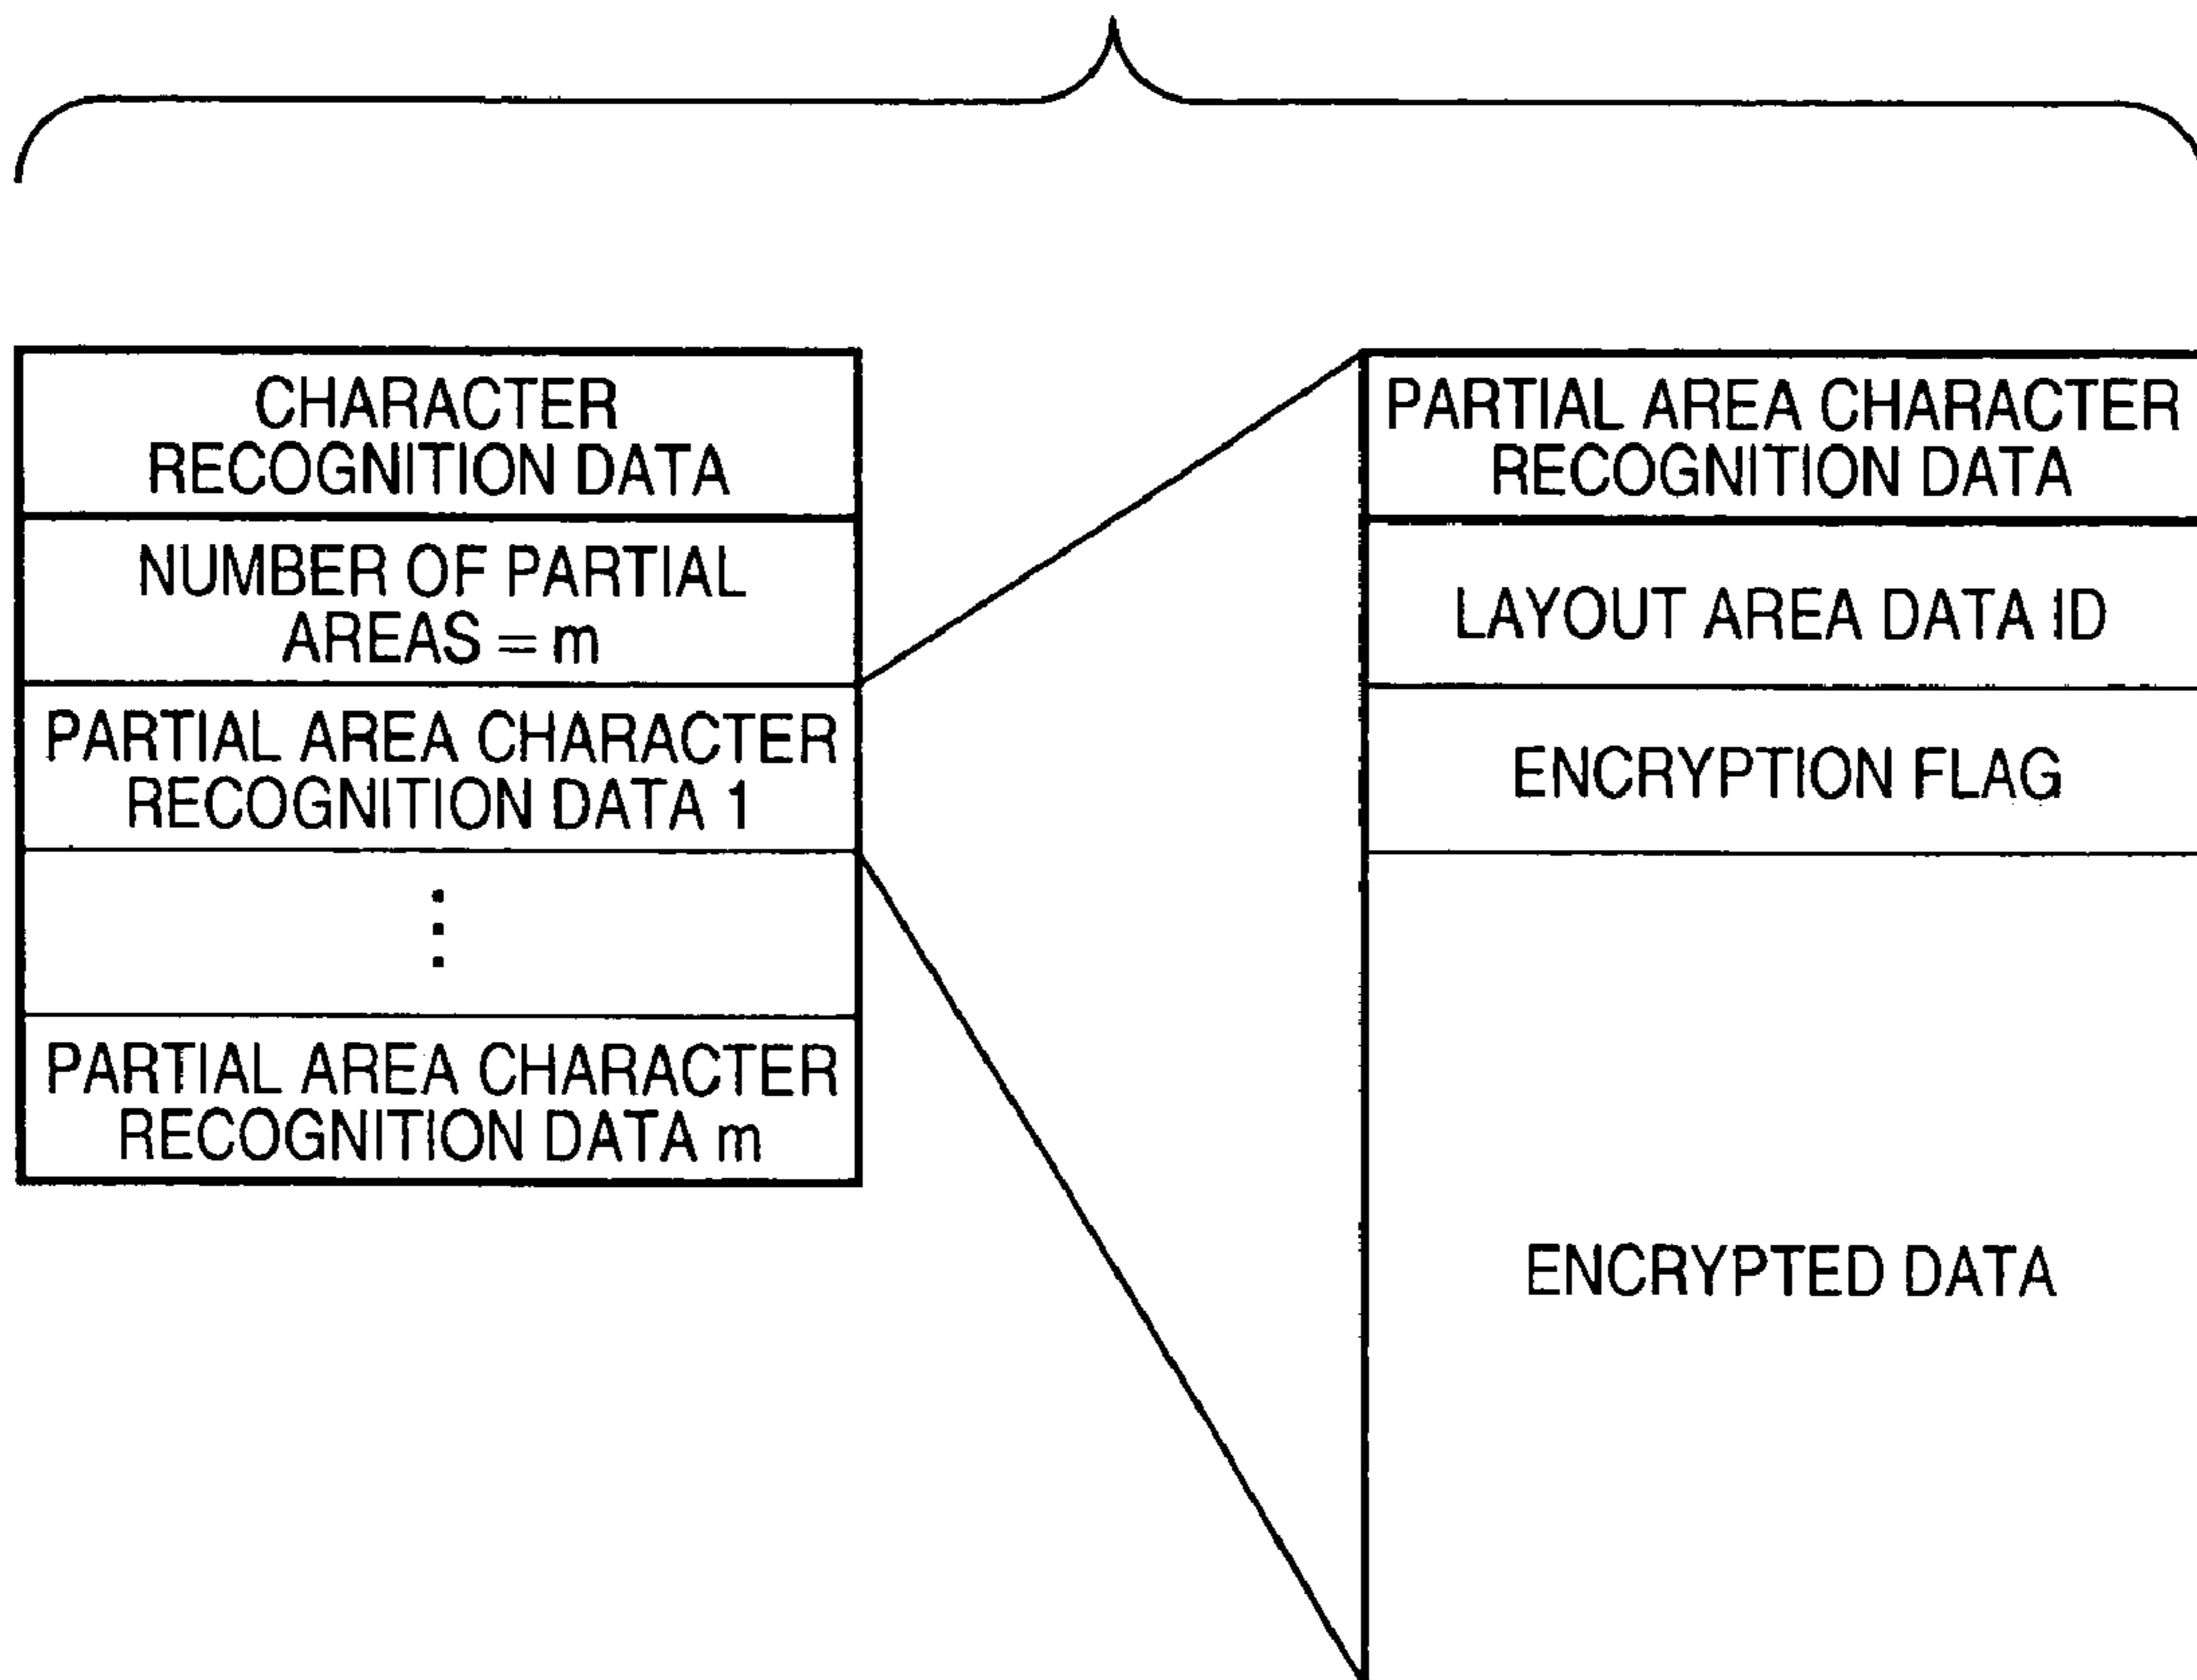 CHARACTER
RECOGNITION DATA
NUMBER OF PARTIAL
AREAS = m
PARTIAL AREA CHARACTER
RECOGNITION DATA 1
⋮
PARTIAL AREA CHARACTER
RECOGNITION DATA m
PARTIAL AREA CHARACTER
RECOGNITION DATA
LAYOUT AREA DATA ID
ENCRYPTION FLAG
ENCRYPTED DATA